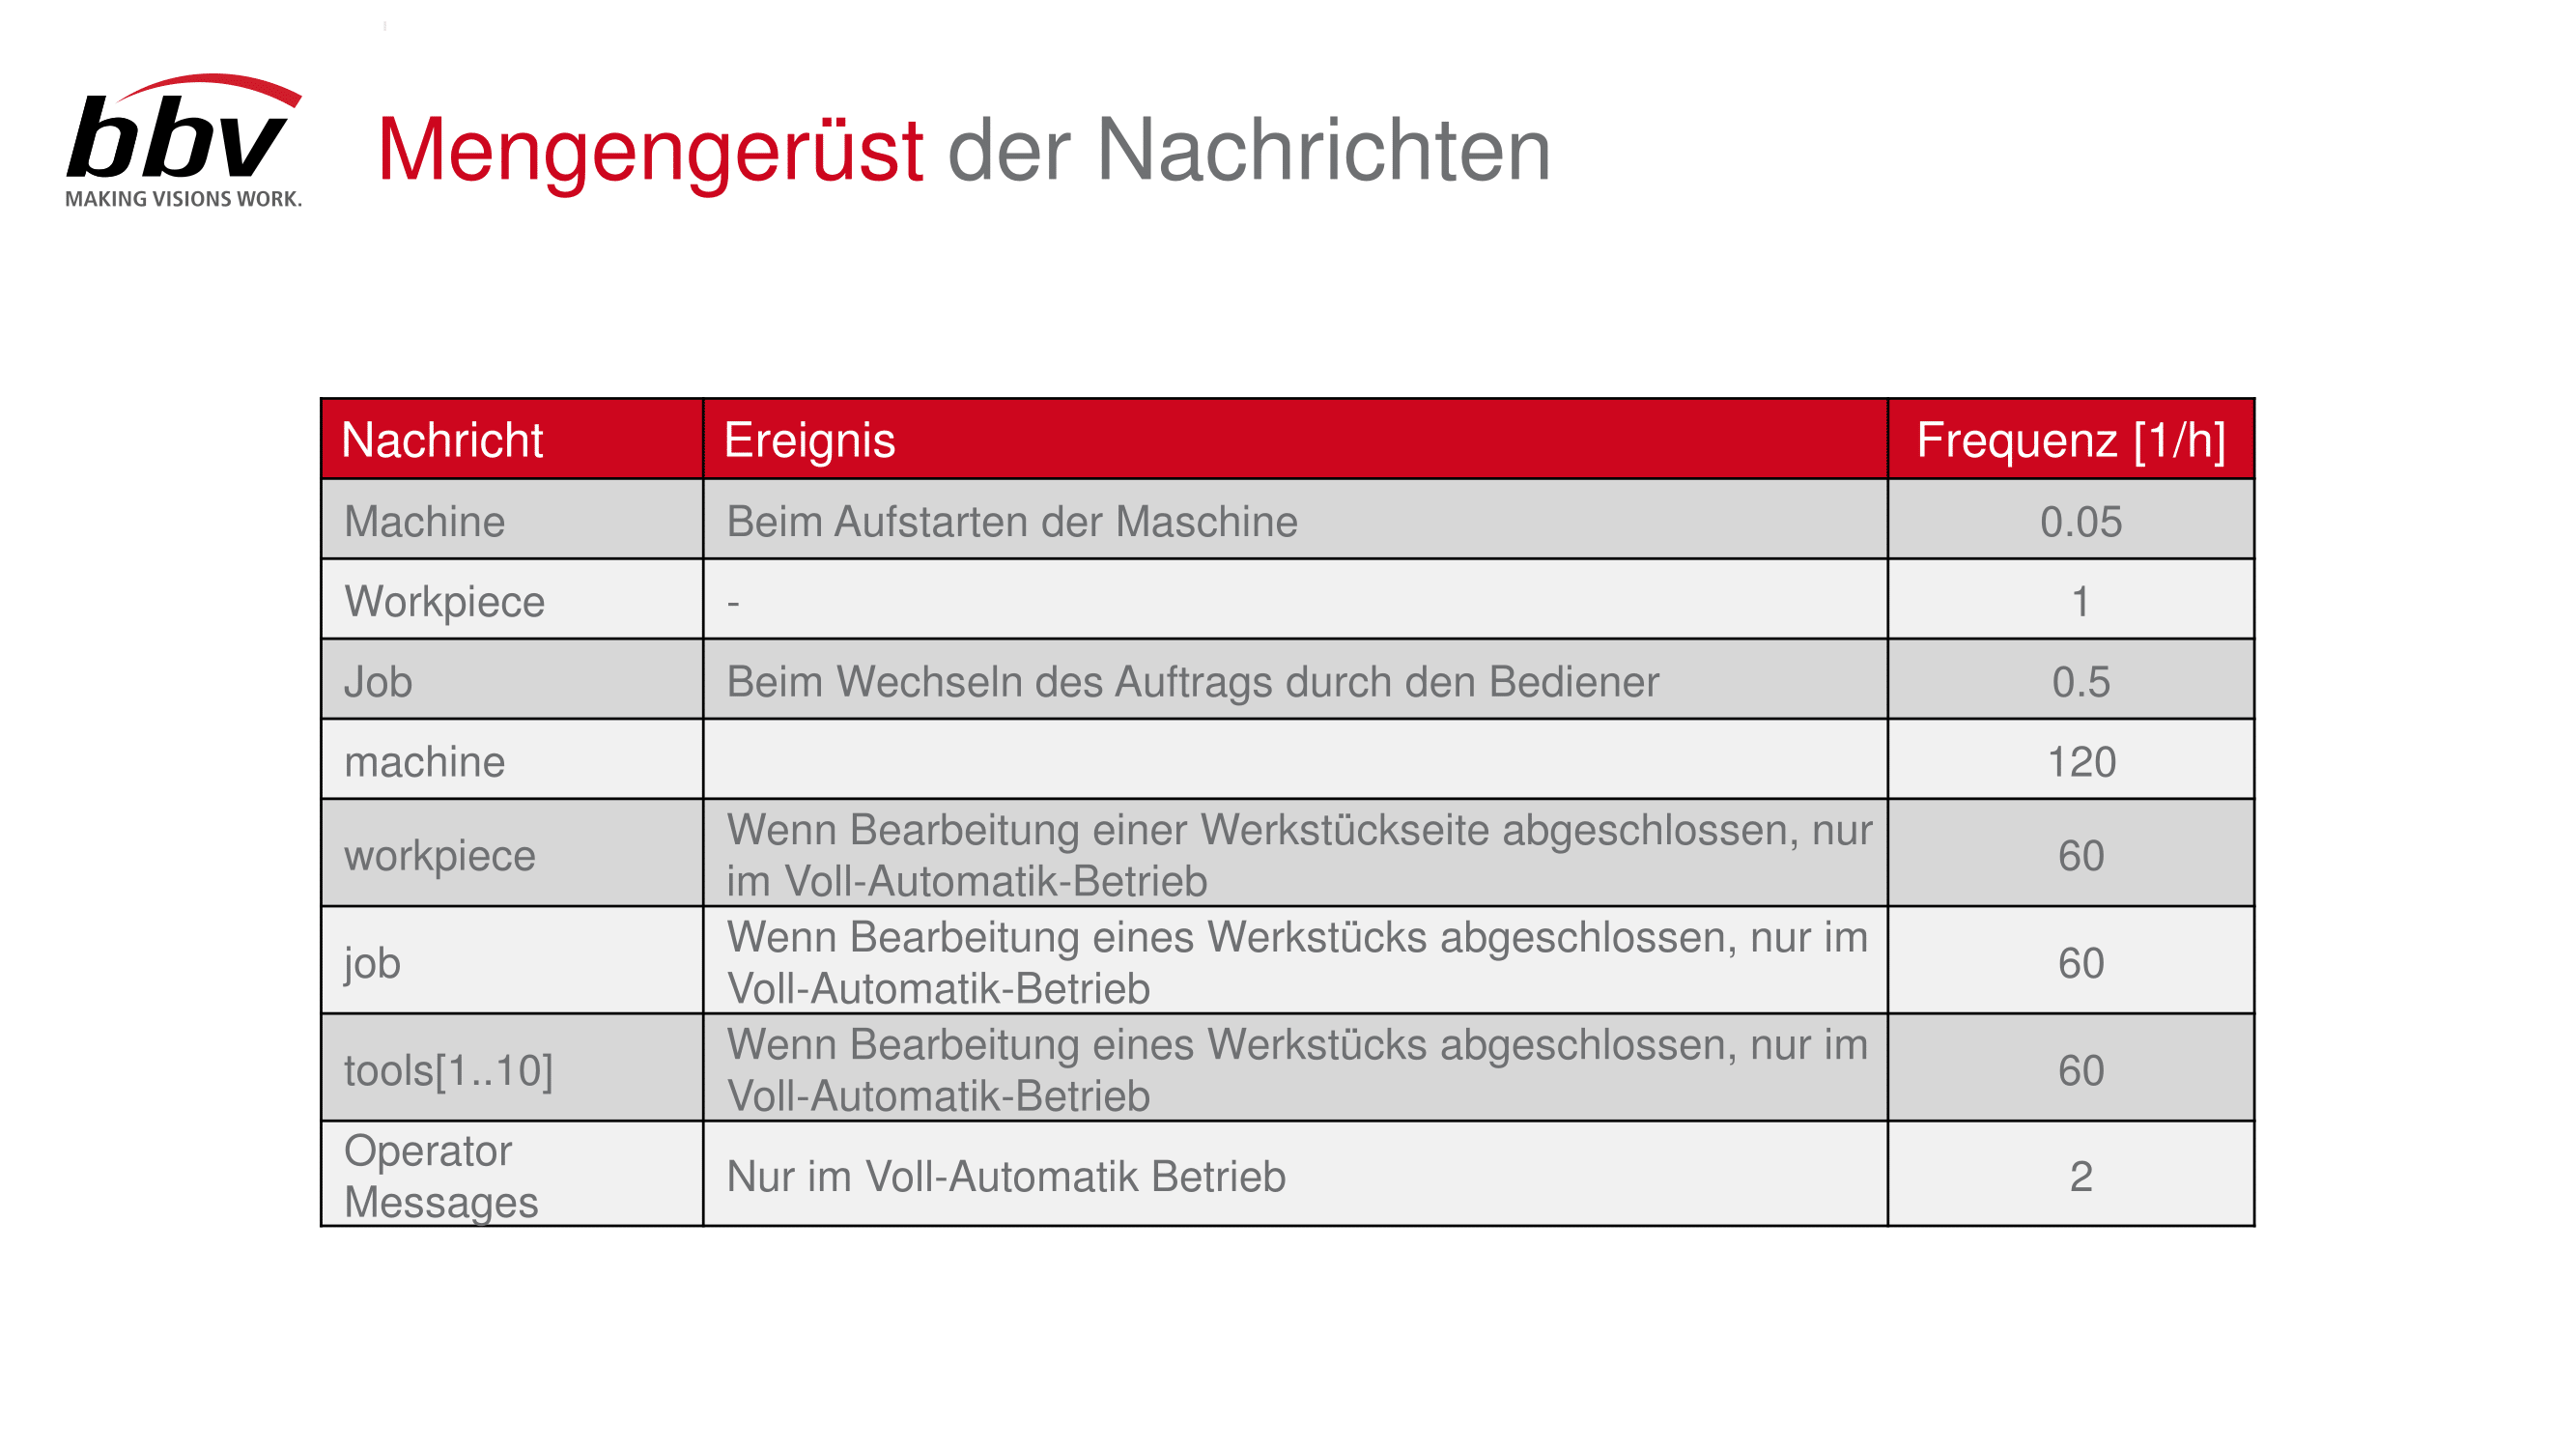 bbv
MAKING VISIONS WORK.
Mengengerüst der Nachrichten
Nachricht Ereignis Frequenz [1/h]
Machine Beim Aufstarten der Maschine 0.05
Workpiece - 1
Job Beim Wechseln des Auftrags durch den Bediener 0.5
machine 120
workpiece Wenn Bearbeitung einer Werkstückseite abgeschlossen, nur
im Voll-Automatik-Betrieb 60
job Wenn Bearbeitung eines Werkstücks abgeschlossen, nur im
Voll-Automatik-Betrieb 60
tools[1..10] Wenn Bearbeitung eines Werkstücks abgeschlossen, nur im
Voll-Automatik-Betrieb 60
Operator
Messages Nur im Voll-Automatik Betrieb 2